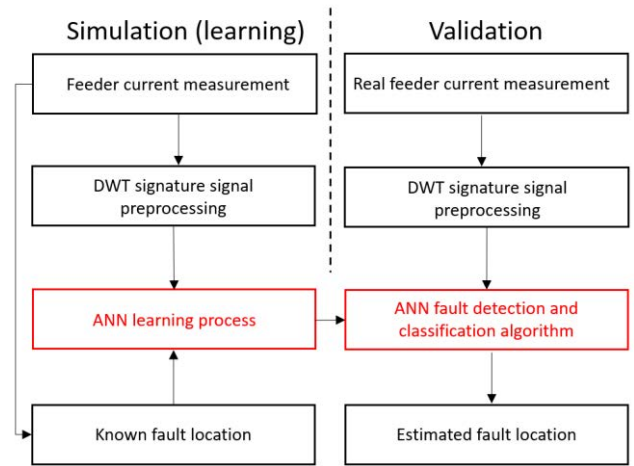 Simulation (learning)
Validation
Feeder current measurement
Real feeder current measurement
DWT signature signal
preprocessing
DWT signature signal
preprocessing
ANN learning process
ANN fault detection and
classification algorithm
Known fault location
Estimated fault location